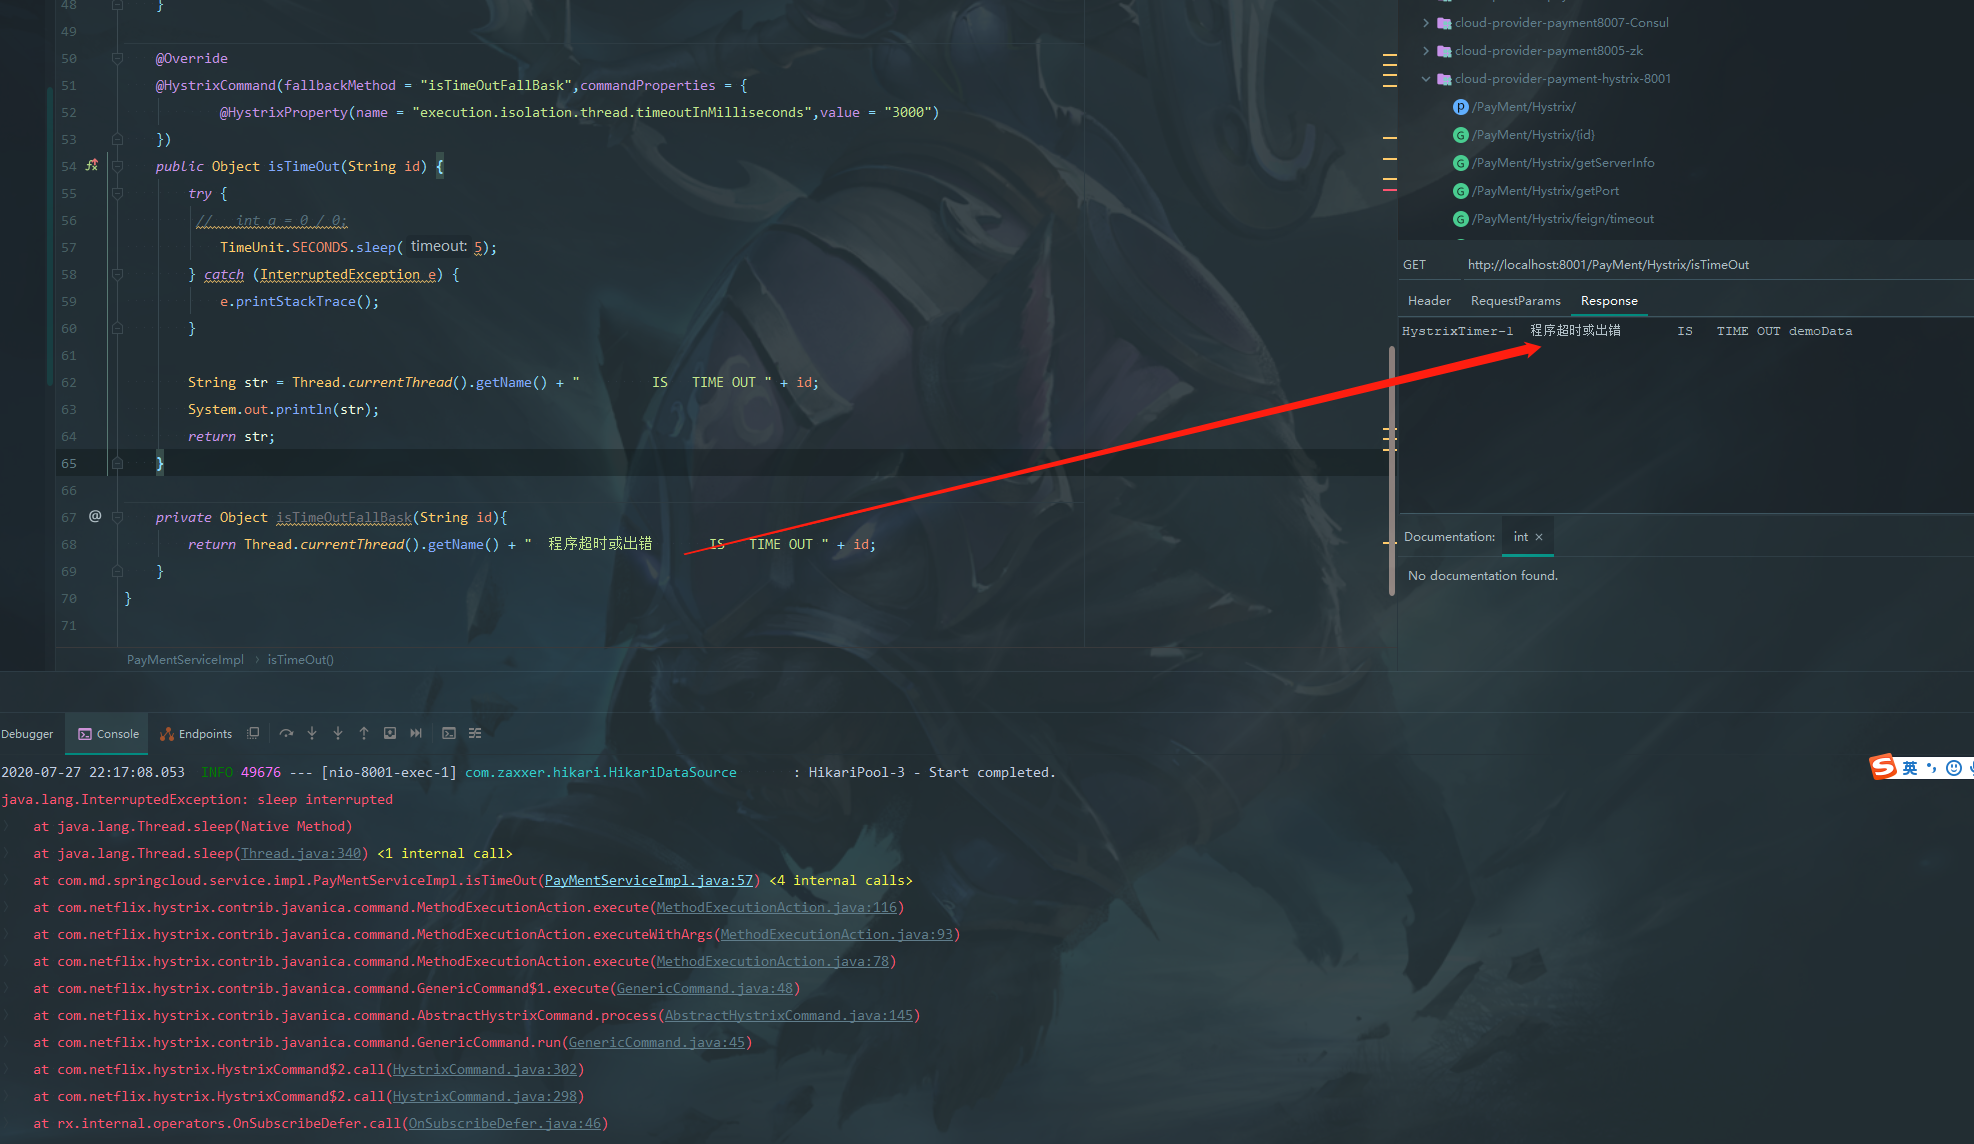 48 }
49
50 @Override
51 @HystrixCommand(fallbackMethod = "isTimeOutFallBask",commandProperties = {
52 @HystrixProperty(name = "execution.isolation.thread.timeoutInMilliseconds",value = "3000")
53 })
54 public Object isTimeOut(String id) {
55 try {
56 // int a = 0 / 0;
57 TimeUnit.SECONDS.sleep( timeout: 5);
58 } catch (InterruptedException e) {
59 e.printStackTrace();
60 }
61
62 String str = Thread.currentThread().getName() + " IS TIME OUT " + id;
63 System.out.println(str);
64 return str;
65 }
66
67 @ private Object isTimeOutFallBask(String id){
68 return Thread.currentThread().getName() + " 程序超时或出错 IS TIME OUT " + id;
69 }
70 }
71
PayMentServiceImpl › isTimeOut()
cloud-provider-payment8007-Consul
cloud-provider-payment8005-zk
cloud-provider-payment-hystrix-8001
p /PayMent/Hystrix/
G /PayMent/Hystrix/{id}
G /PayMent/Hystrix/getServerInfo
G /PayMent/Hystrix/getPort
G /PayMent/Hystrix/feign/timeout
GET http://localhost:8001/PayMent/Hystrix/isTimeOut
Header RequestParams Response
HystrixTimer-1 程序超时或出错 IS TIME OUT demoData
Documentation: int ×
No documentation found.
Debugger Console Endpoints
2020-07-27 22:17:08.053 INFO 49676 --- [nio-8001-exec-1] com.zaxxer.hikari.HikariDataSource : HikariPool-3 - Start completed.
java.lang.InterruptedException: sleep interrupted
at java.lang.Thread.sleep(Native Method)
at java.lang.Thread.sleep(Thread.java:340) <1 internal call>
at com.md.springcloud.service.impl.PayMentServiceImpl.isTimeOut(PayMentServiceImpl.java:57) <4 internal calls>
at com.netflix.hystrix.contrib.javanica.command.MethodExecutionAction.execute(MethodExecutionAction.java:116)
at com.netflix.hystrix.contrib.javanica.command.MethodExecutionAction.executeWithArgs(MethodExecutionAction.java:93)
at com.netflix.hystrix.contrib.javanica.command.MethodExecutionAction.execute(MethodExecutionAction.java:78)
at com.netflix.hystrix.contrib.javanica.command.GenericCommand$1.execute(GenericCommand.java:48)
at com.netflix.hystrix.contrib.javanica.command.AbstractHystrixCommand.process(AbstractHystrixCommand.java:145)
at com.netflix.hystrix.contrib.javanica.command.GenericCommand.run(GenericCommand.java:45)
at com.netflix.hystrix.HystrixCommand$2.call(HystrixCommand.java:302)
at com.netflix.hystrix.HystrixCommand$2.call(HystrixCommand.java:298)
at rx.internal.operators.OnSubscribeDefer.call(OnSubscribeDefer.java:46)
S 英